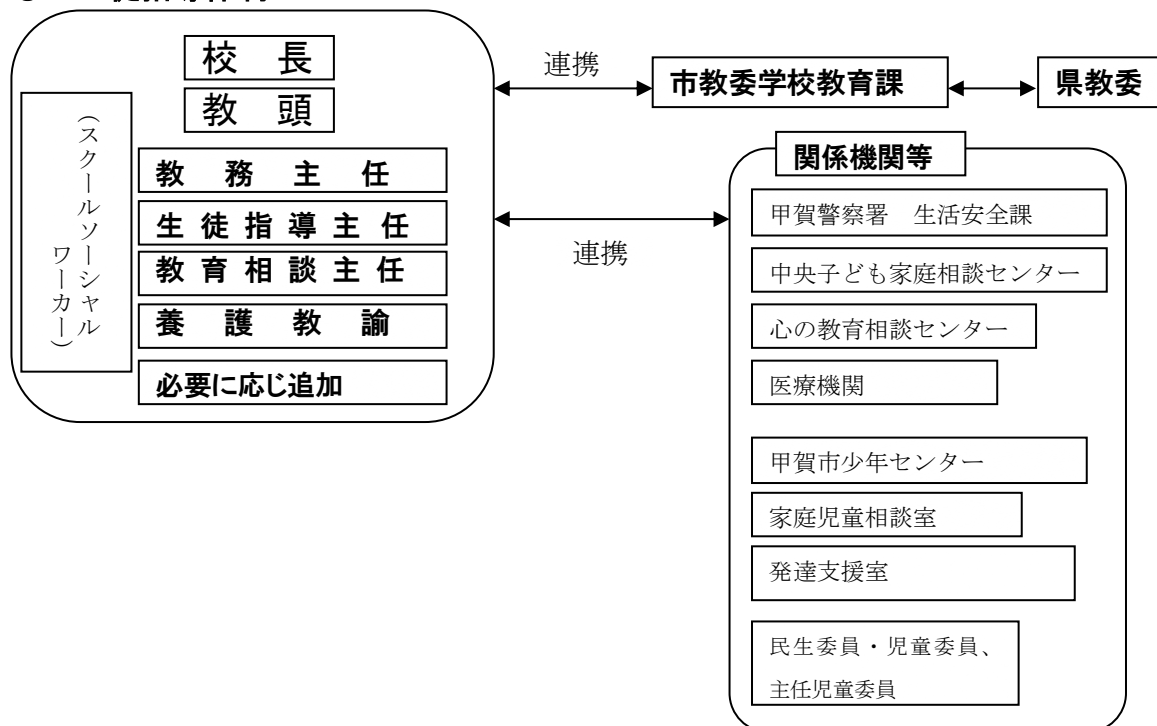 校 長
教 頭
（スクールソーシャル
ワーカー）
教 務 主 任
生 徒 指 導 主 任
教 育 相 談 主 任
養 護 教 諭
必要に応じ追加
連携
市教委学校教育課
県教委
連携
関係機関等
甲賀警察署 生活安全課
中央子ども家庭相談センター
心の教育相談センター
医療機関
甲賀市少年センター
家庭児童相談室
発達支援室
民生委員・児童委員、
主任児童委員